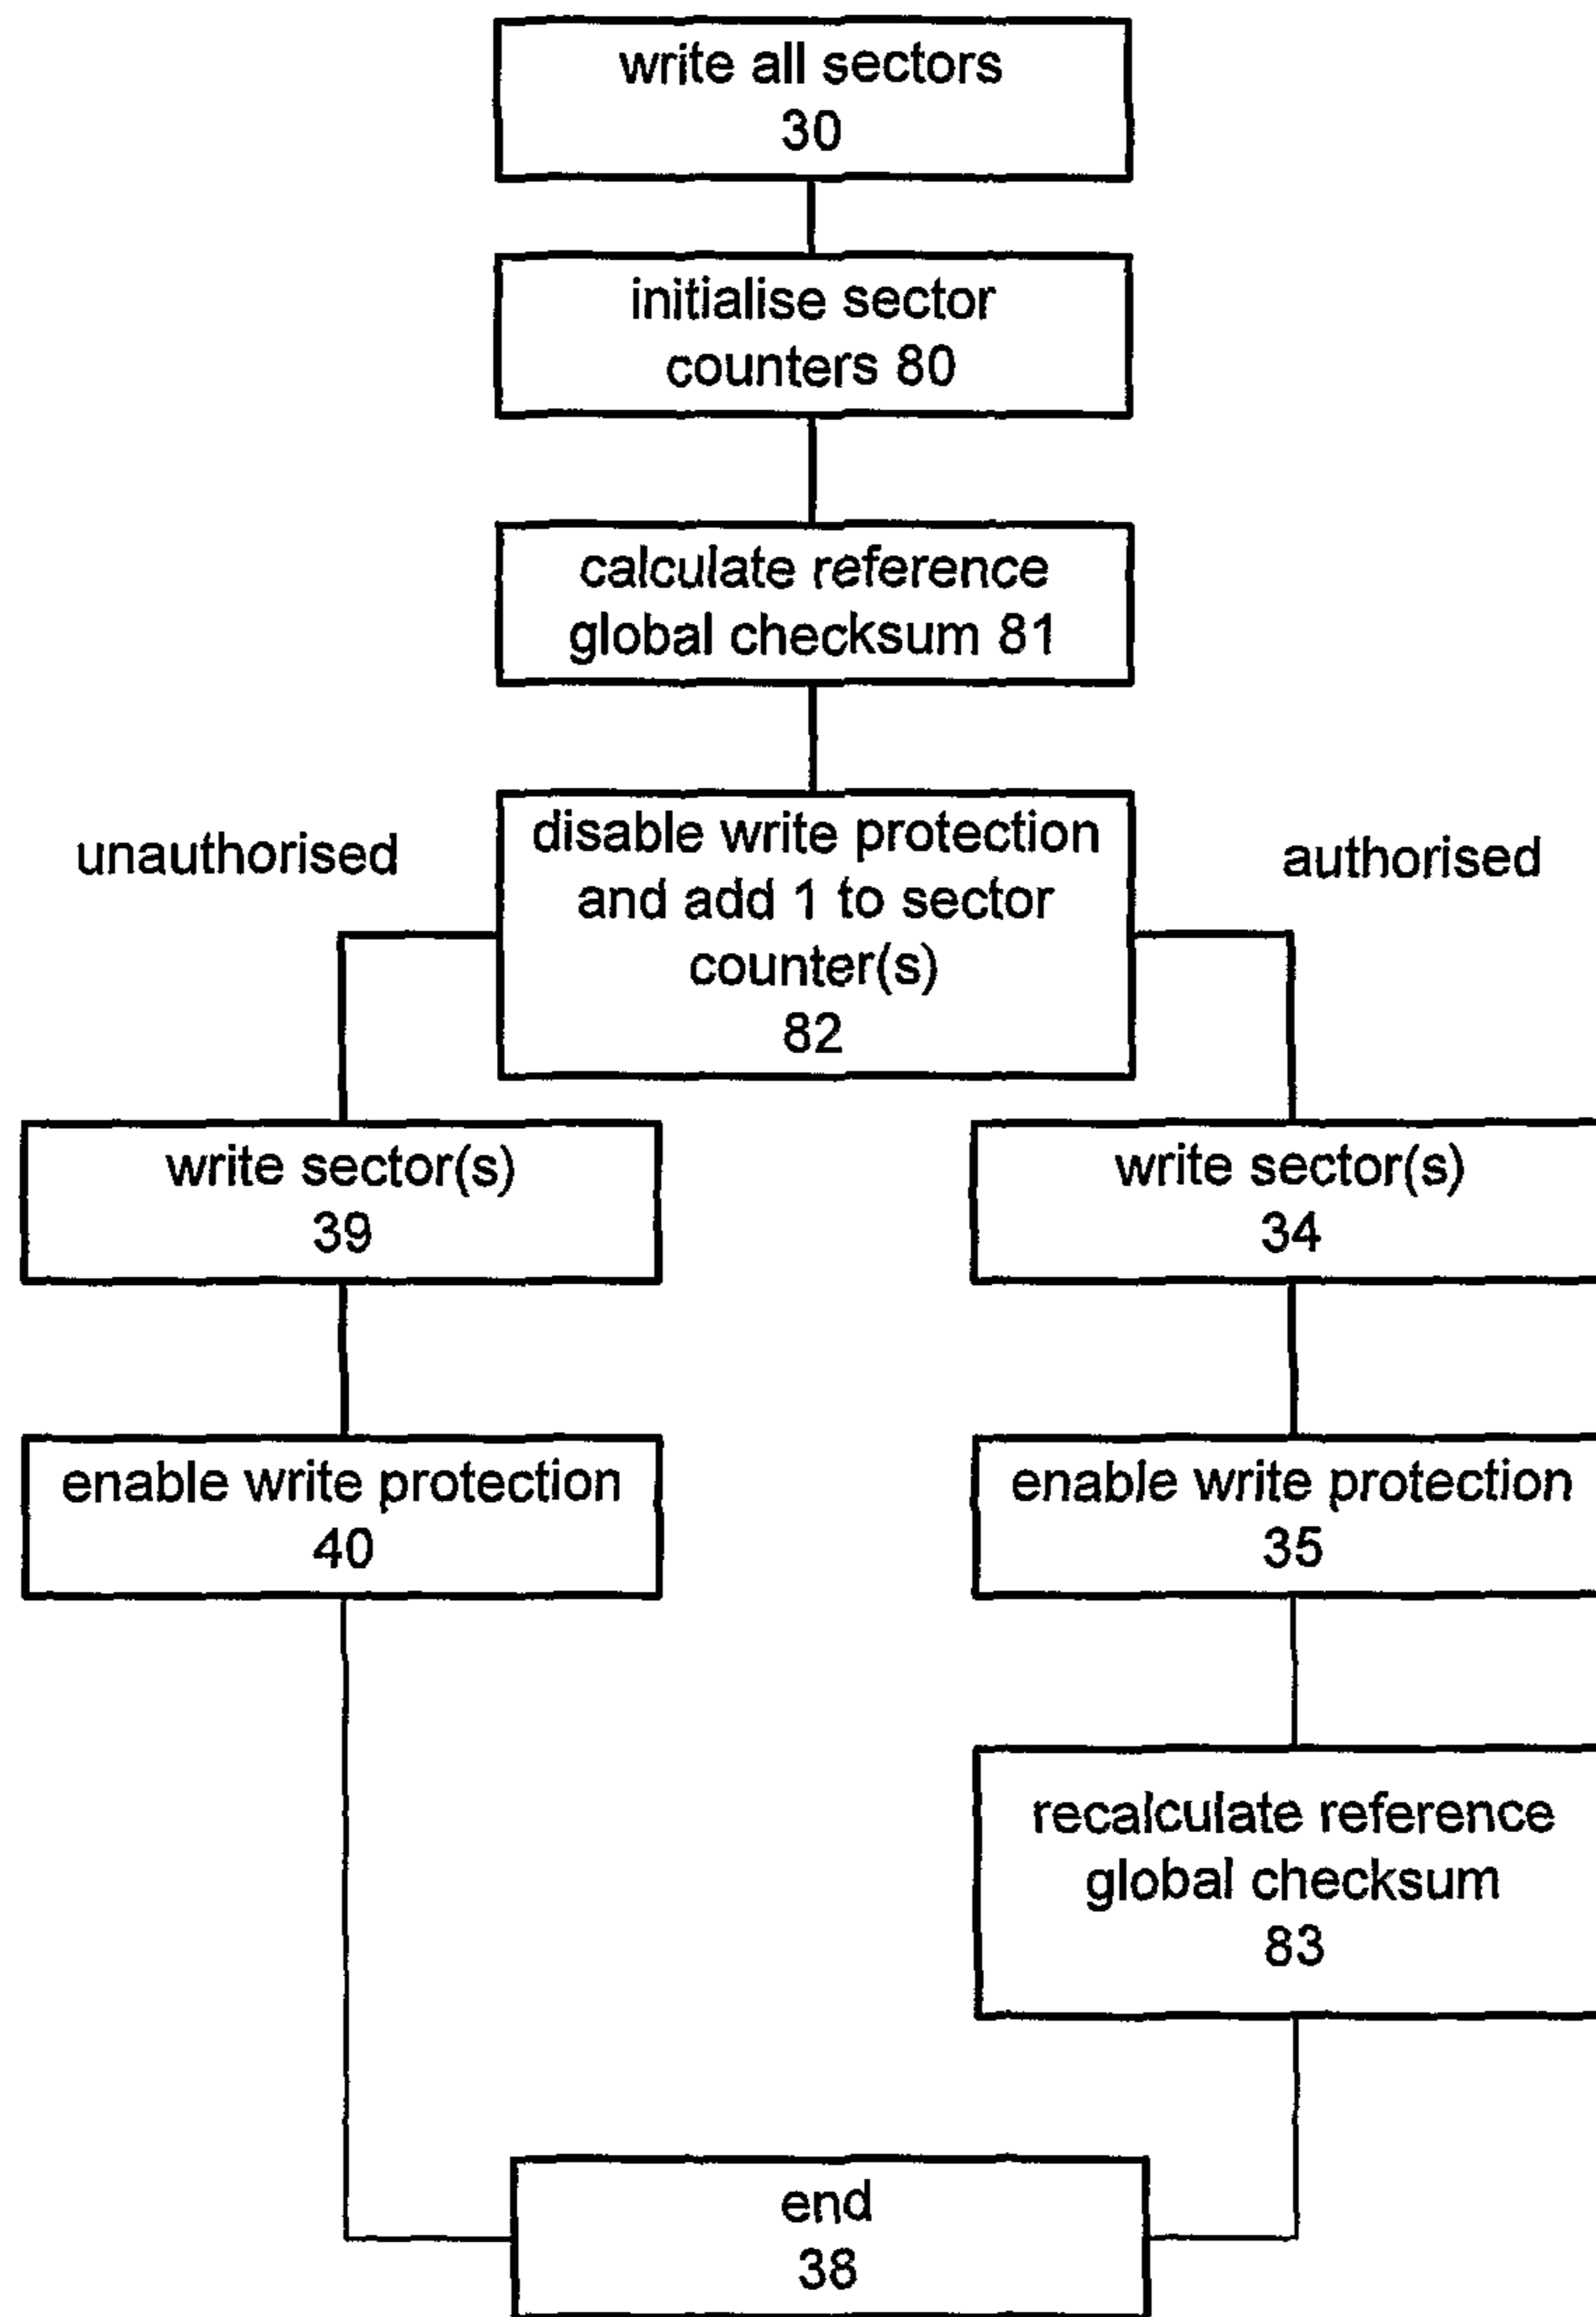 write all sectors
30
initialise sector
counters 80
calculate reference
global checksum 81
unauthorised
disable write protection
and add 1 to sector
counter(s)
82
authorised
write sector(s)
39
write sector(s)
34
enable write protection
40
enable write protection
35
recalculate reference
global checksum
83
end
38